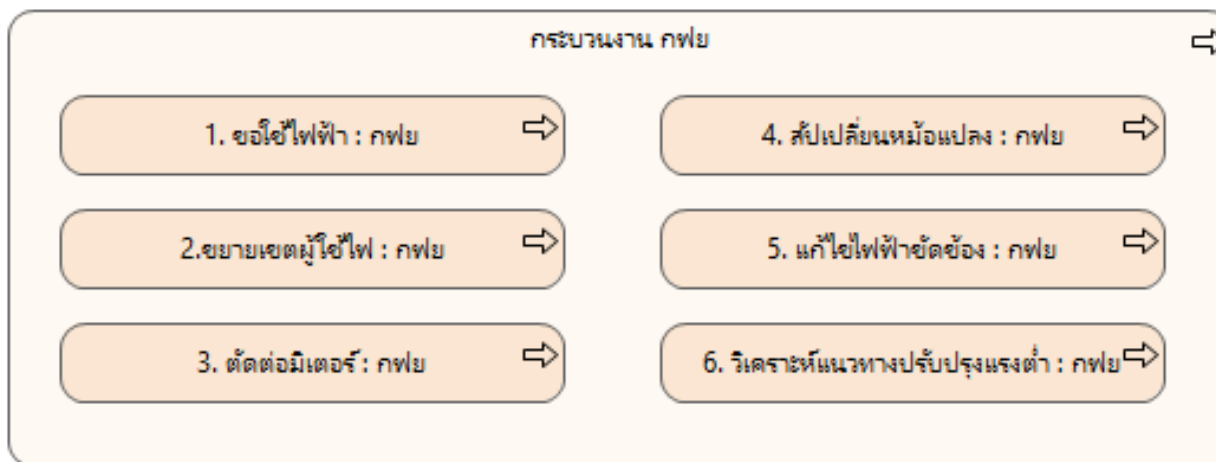 กระบวนงาน กฟย
1. ขอใช้ไฟฟ้า : กฟย
2.ขยายเขตผู้ใช้ไฟ : กฟย
3. ตัดต่อมิเตอร์ : กฟย
4. สับเปลี่ยนหม้อแปลง : กฟย
5. แก้ไขไฟฟ้าขัดข้อง : กฟย
6. วิเคราะห์แนวทางปรับปรุงแรงต่ำ : กฟย